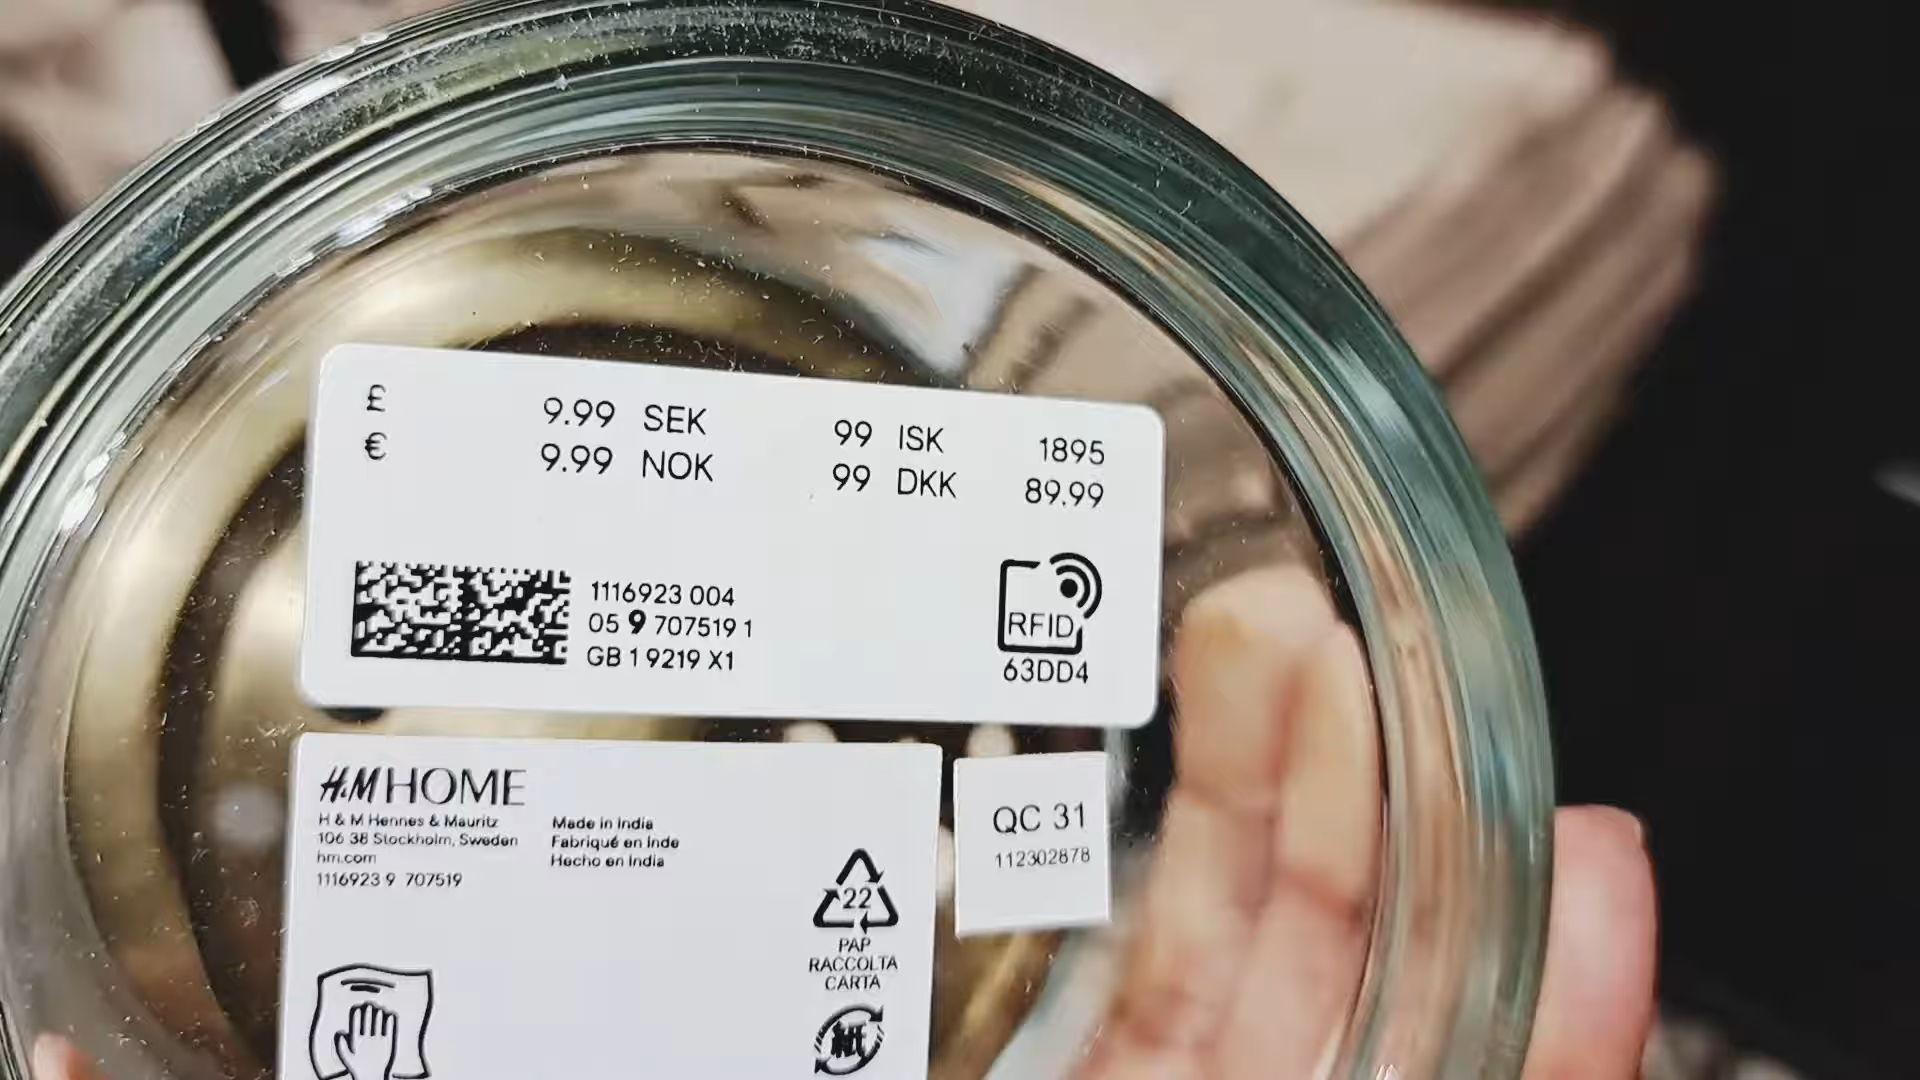 £ 9.99 SEK 99 ISK 1895
€ 9.99 NOK 99 DKK 89.99
1116923 004
05 9 707519 1
GB 1 9219 X1
RFID
63DD4
H&M HOME
H & M Hennes & Mauritz
106 38 Stockholm, Sweden
hm.com
1116923 9 707519
Made in India
Fabriqué en Inde
Hecho en India
22
PAP
RACCOLTA
CARTA
紙
QC 31
112302878